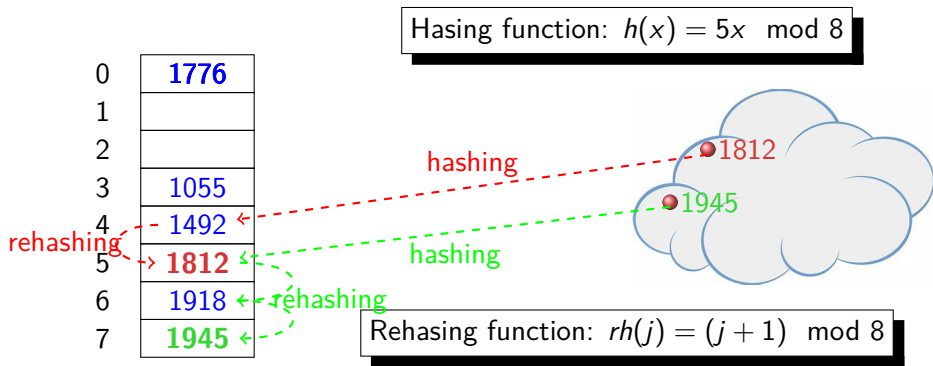 Hasing function: h(x) = 5x mod 8
0 1776
1
2
3 1055
4 1492
5 1812
6 1918
7 1945
hashing
1812
1945
rehashing
hashing
rehashing
Rehasing function: rh(j) = (j + 1) mod 8